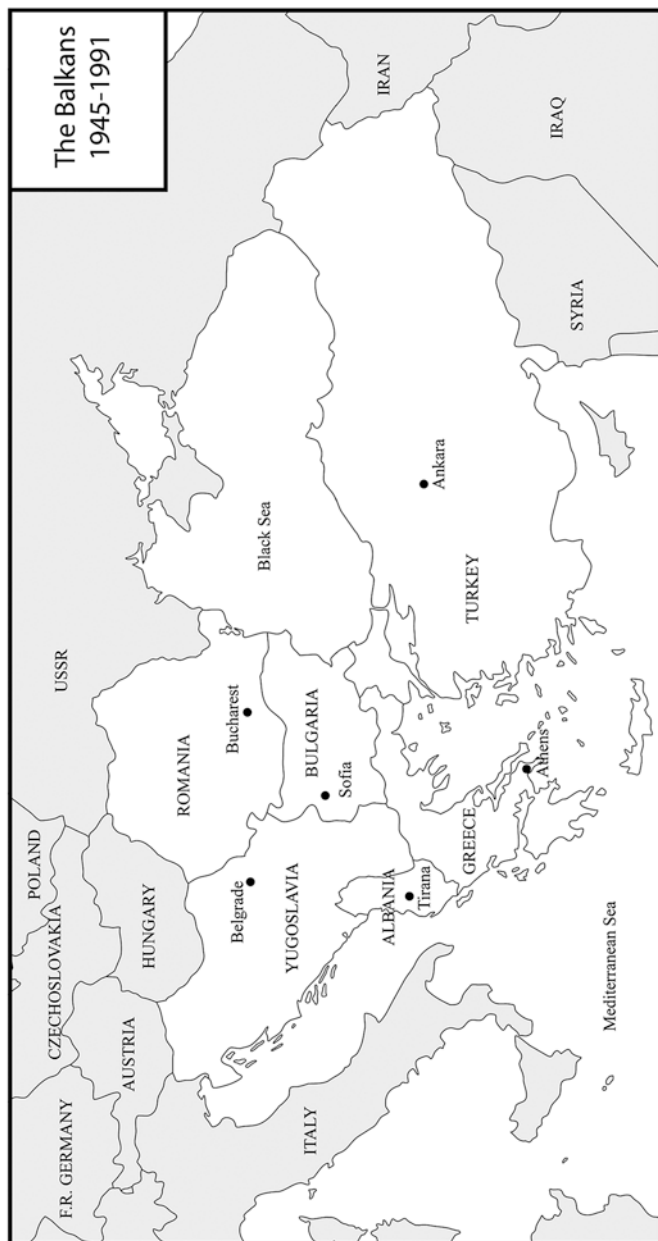 The Balkans
1945-1991
F.R. GERMANY
CZECHOSLOVAKIA
POLAND
USSR
AUSTRIA
HUNGARY
ROMANIA
Bucharest
Belgrade
YUGOSLAVIA
BULGARIA
Sofia
Black Sea
ITALY
ALBANIA
Tirana
GREECE
Athens
TURKEY
Ankara
IRAN
IRAQ
SYRIA
Mediterranean Sea